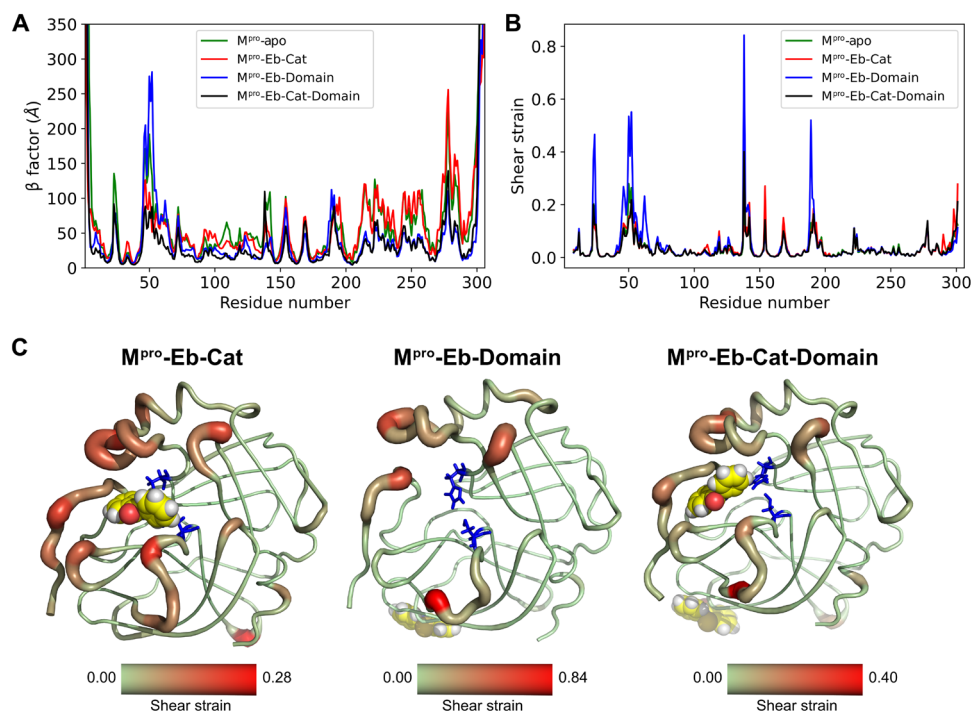 A
350
300
250
200
150
100
50
0
β factor (Å)
50
100
150
200
250
300
Residue number
Mᵖʳᵒ-apo
Mᵖʳᵒ-Eb-Cat
Mᵖʳᵒ-Eb-Domain
Mᵖʳᵒ-Eb-Cat-Domain
B
0.8
0.6
0.4
0.2
0.0
Shear strain
50
100
150
200
250
300
Residue number
Mᵖʳᵒ-apo
Mᵖʳᵒ-Eb-Cat
Mᵖʳᵒ-Eb-Domain
Mᵖʳᵒ-Eb-Cat-Domain
C
Mᵖʳᵒ-Eb-Cat
Mᵖʳᵒ-Eb-Domain
Mᵖʳᵒ-Eb-Cat-Domain
0.00 0.28
Shear strain
0.00 0.84
Shear strain
0.00 0.40
Shear strain